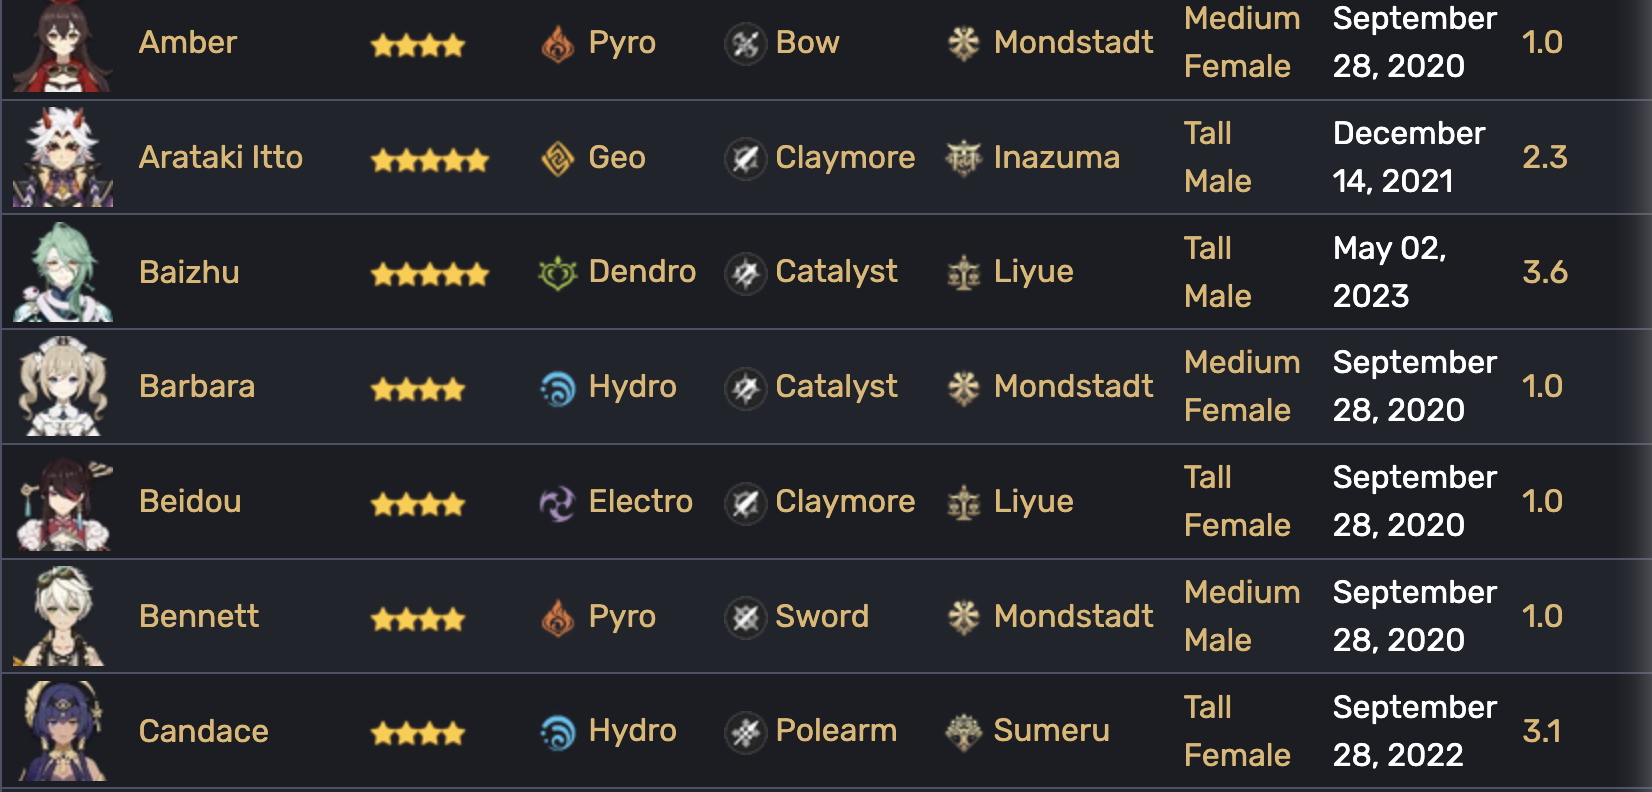 Amber Pyro Bow Mondstadt Medium Female September 28, 2020 1.0
Arataki Itto Geo Claymore Inazuma Tall Male December 14, 2021 2.3
Baizhu Dendro Catalyst Liyue Tall Male May 02, 2023 3.6
Barbara Hydro Catalyst Mondstadt Medium Female September 28, 2020 1.0
Beidou Electro Claymore Liyue Tall Female September 28, 2020 1.0
Bennett Pyro Sword Mondstadt Medium Male September 28, 2020 1.0
Candace Hydro Polearm Sumeru Tall Female September 28, 2022 3.1